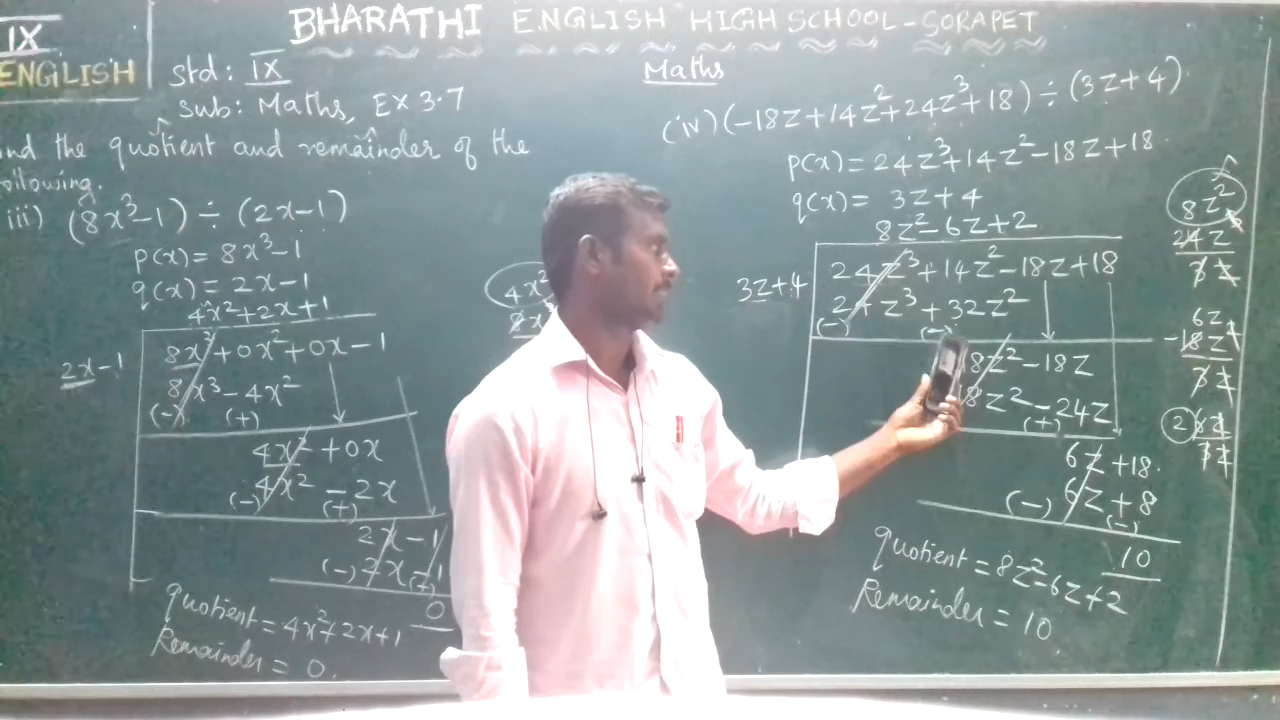 BHARATHI ENGLISH HIGH SCHOOL - SORAPET
IX
ENGLISH
std: IX
Maths
sub: Maths, EX 3.7
nd the quotient and remainder of the
ollowing.
iii) (8x³-1) ÷ (2x-1)
p(x) = 8x³-1
q(x) = 2x-1
4x²+2x+1
2x-1
8x³+0x²+0x-1
8x³-4x²
(-) (+)
4x²+0x
4x²-2x
(-) (+)
2x-1
(-) 2x-1
(+)
0
quotient = 4x²+2x+1
Remainder = 0.
4x²
(iv) (-18z+14z²+24z³+18) ÷ (3z+4)
p(x) = 24z³+14z²-18z+18
q(x) = 3z+4
8z²-6z+2
3z+4
24z³+14z²-18z+18
24z³+32z²
(-) (-)
18z²-18z
8z²-24z
(+)
6z+18
(-) 6z+8
(-)
10
quotient = 8z²-6z+2
Remainder = 10
8z²
24z
3z
6z
-18z
3z
2 6z
3z